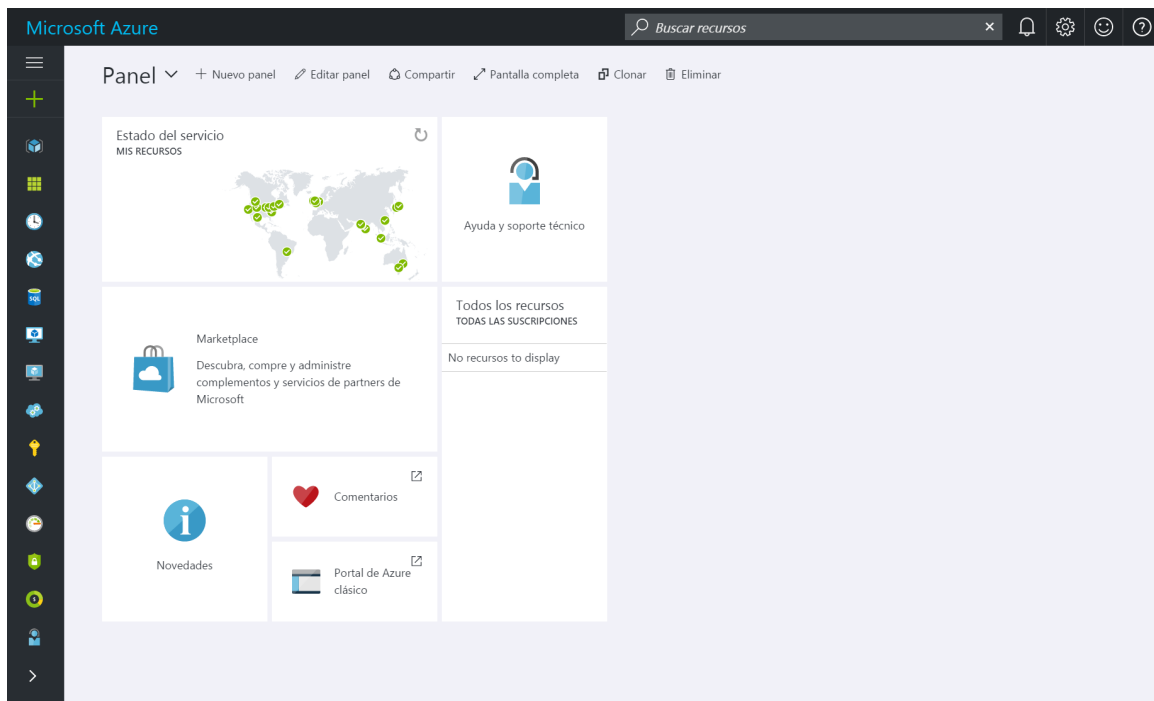 Microsoft Azure
Buscar recursos
Panel
Nuevo panel
Editar panel
Compartir
Pantalla completa
Clonar
Eliminar
Estado del servicio
MIS RECURSOS
Ayuda y soporte técnico
Marketplace
Descubra, compre y administre
complementos y servicios de partners de
Microsoft
Todos los recursos
TODAS LAS SUSCRIPCIONES
No recursos to display
Novedades
Comentarios
Portal de Azure
clásico
SQL